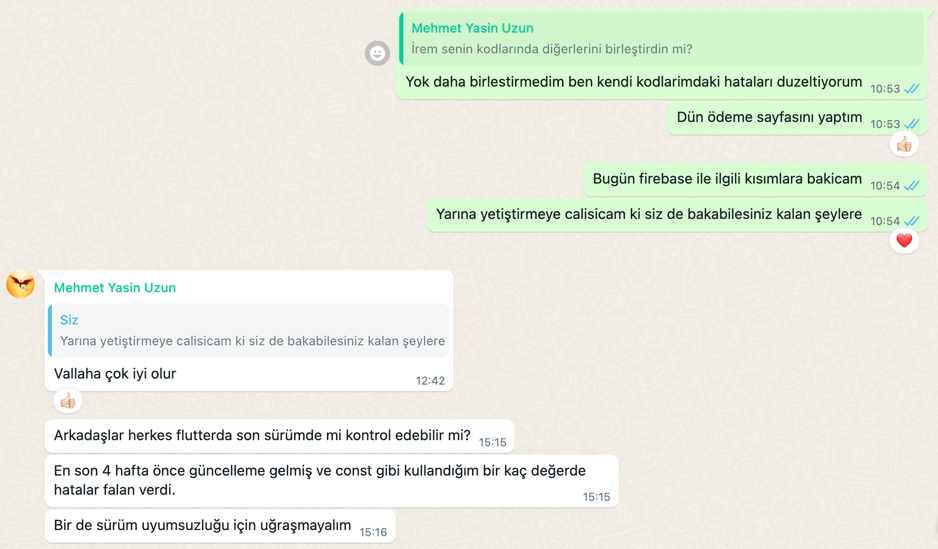 Mehmet Yasin Uzun
İrem senin kodlarında diğerlerini birleştirdin mi?
Yok daha birlestirmedim ben kendi kodlarimdaki hataları duzeltiyorum 10:53
Dün ödeme sayfasını yaptım 10:53
Bugün firebase ile ilgili kısımlara bakicam 10:54
Yarına yetiştirmeye calisicam ki siz de bakabilesiniz kalan şeylere 10:54
Mehmet Yasin Uzun
Siz
Yarına yetiştirmeye calisicam ki siz de bakabilesiniz kalan şeylere
Vallaha çok iyi olur 12:42
Arkadaşlar herkes flutterda son sürümde mi kontrol edebilir mi? 15:15
En son 4 hafta önce güncelleme gelmiş ve const gibi kullandığım bir kaç değerde
hatalar falan verdi. 15:15
Bir de sürüm uyumsuzluğu için uğraşmayalım 15:16